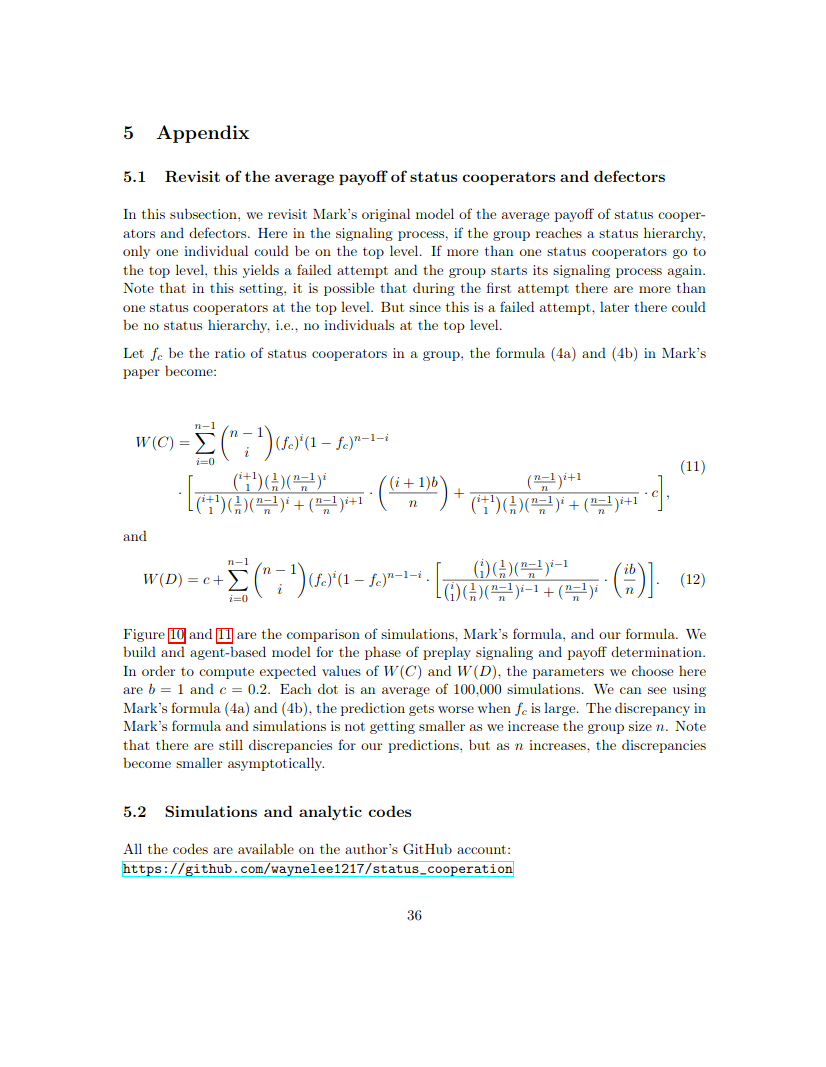 5 Appendix
5.1 Revisit of the average payoff of status cooperators and defectors
In this subsection, we revisit Mark's original model of the average payoff of status cooper-
ators and defectors. Here in the signaling process, if the group reaches a status hierarchy,
only one individual could be on the top level. If more than one status cooperators go to
the top level, this yields a failed attempt and the group starts its signaling process again.
Note that in this setting, it is possible that during the first attempt there are more than
one status cooperators at the top level. But since this is a failed attempt, later there could
be no status hierarchy, i.e., no individuals at the top level.
Let $f_c$ be the ratio of status cooperators in a group, the formula (4a) and (4b) in Mark's
paper become:
$W(C) = \sum_{i=0}^{n-1} \binom{n-1}{i} (f_c)^i (1 - f_c)^{n-1-i}$
$\cdot \left[ \frac{\binom{i+1}{1}(\frac{1}{n})(\frac{n-1}{n})^i}{\binom{i+1}{1}(\frac{1}{n})(\frac{n-1}{n})^i + (\frac{n-1}{n})^{i+1}} \cdot \left( \frac{(i+1)b}{n} \right) + \frac{(\frac{n-1}{n})^{i+1}}{\binom{i+1}{1}(\frac{1}{n})(\frac{n-1}{n})^i + (\frac{n-1}{n})^{i+1}} \cdot c \right],$ (11)
and
$W(D) = c + \sum_{i=0}^{n-1} \binom{n-1}{i} (f_c)^i (1 - f_c)^{n-1-i} \cdot \left[ \frac{\binom{i}{1}(\frac{1}{n})(\frac{n-1}{n})^{i-1}}{\binom{i}{1}(\frac{1}{n})(\frac{n-1}{n})^{i-1} + (\frac{n-1}{n})^i} \cdot \left( \frac{ib}{n} \right) \right].$ (12)
Figure 10 and 11 are the comparison of simulations, Mark's formula, and our formula. We
build and agent-based model for the phase of preplay signaling and payoff determination.
In order to compute expected values of $W(C)$ and $W(D)$, the parameters we choose here
are $b = 1$ and $c = 0.2$. Each dot is an average of 100,000 simulations. We can see using
Mark's formula (4a) and (4b), the prediction gets worse when $f_c$ is large. The discrepancy in
Mark's formula and simulations is not getting smaller as we increase the group size $n$. Note
that there are still discrepancies for our predictions, but as $n$ increases, the discrepancies
become smaller asymptotically.
5.2 Simulations and analytic codes
All the codes are available on the author's GitHub account:
https://github.com/waynelee1217/status_cooperation
36